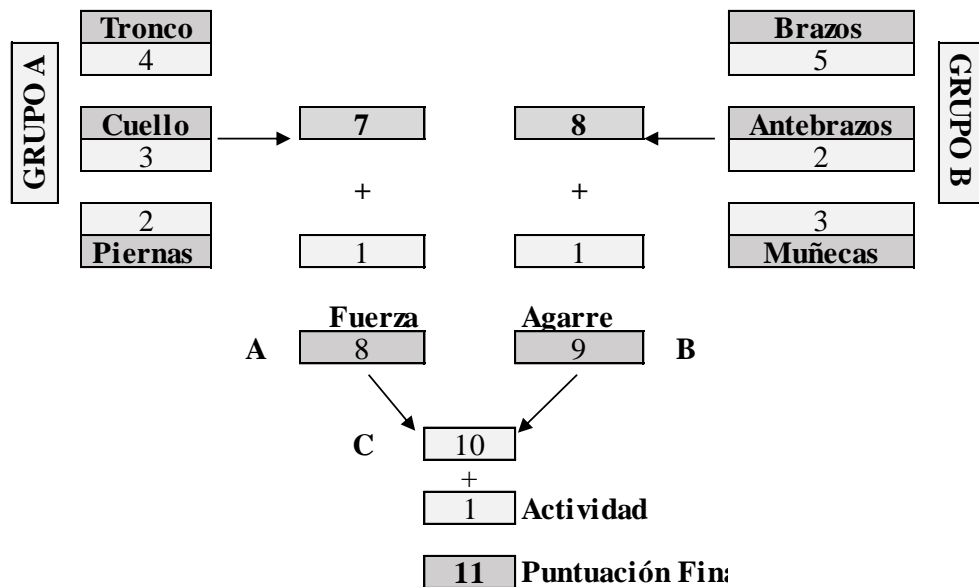 GRUPO A
Tronco
4
Cuello
3
2
Piernas
7
+
1
Fuerza
A 8
8
+
1
Agarre
9 B
Brazos
5
Antebrazos
2
3
Muñecas
GRUPO B
C 10
+
1 Actividad
11 Puntuación Fina